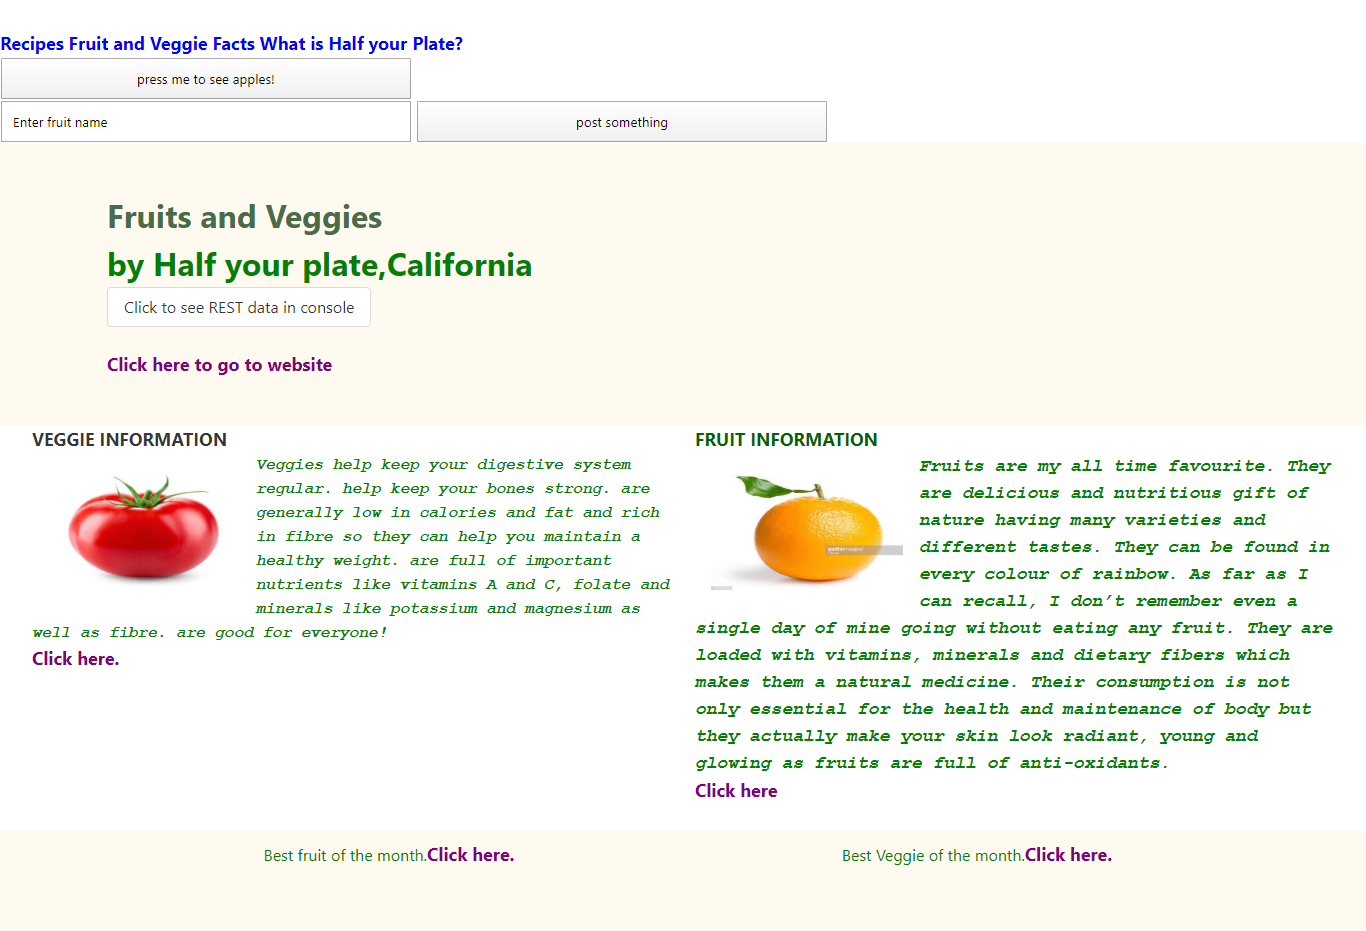 Recipes Fruit and Veggie Facts What is Half your Plate?
press me to see apples!
Enter fruit name
post something
Fruits and Veggies
by Half your plate,California
Click to see REST data in console
Click here to go to website
VEGGIE INFORMATION
Veggies help keep your digestive system
regular. help keep your bones strong. are
generally low in calories and fat and rich
in fibre so they can help you maintain a
healthy weight. are full of important
nutrients like vitamins A and C, folate and
minerals like potassium and magnesium as
well as fibre. are good for everyone!
Click here.
FRUIT INFORMATION
Fruits are my all time favourite. They
are delicious and nutritious gift of
nature having many varieties and
different tastes. They can be found in
every colour of rainbow. As far as I
can recall, I don’t remember even a
single day of mine going without eating any fruit. They are
loaded with vitamins, minerals and dietary fibers which
makes them a natural medicine. Their consumption is not
only essential for the health and maintenance of body but
they actually make your skin look radiant, young and
glowing as fruits are full of anti-oxidants.
Click here
Best fruit of the month.Click here.
Best Veggie of the month.Click here.